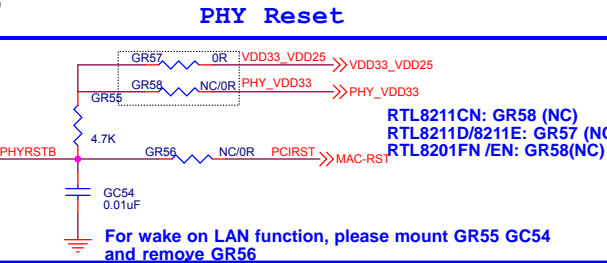 PHY Reset
GR57 0R VDD33_VDD25 VDD33_VDD25
GR58 NC/0R PHY_VDD33 PHY_VDD33
GR55
4.7K
RTL8211CN: GR58 (NC)
RTL8211D/8211E: GR57 (NC
RTL8201FN /EN: GR58(NC)
PHYRSTB GR56 NC/0R PCIRST MAC-RST
GC54
0.01uF
For wake on LAN function, please mount GR55 GC54
and remove GR56